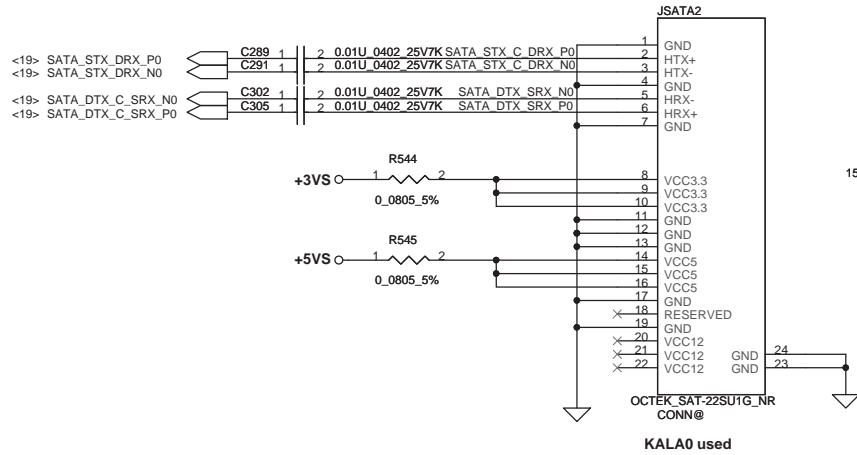 JSATA2
<19> SATA_STX_DRX_P0 C289 1 2 0.01U_0402_25V7K SATA_STX_C_DRX_P0
<19> SATA_STX_DRX_N0 C291 1 2 0.01U_0402_25V7K SATA_STX_C_DRX_N0
<19> SATA_DTX_C_SRX_N0 C302 1 2 0.01U_0402_25V7K SATA_DTX_SRX_N0
<19> SATA_DTX_C_SRX_P0 C305 1 2 0.01U_0402_25V7K SATA_DTX_SRX_P0
1 GND
2 HTX+
3 HTX-
4 GND
5 HRX-
6 HRX+
7 GND
R544
+3VS 1 2
0_0805_5%
8 VCC3.3
9 VCC3.3
10 VCC3.3
11 GND
12 GND
13 GND
R545
+5VS 1 2
0_0805_5%
14 VCC5
15 VCC5
16 VCC5
17 GND
18 RESERVED
19 GND
20 VCC12
21 VCC12 GND 24
22 VCC12 GND 23
15
OCTEK_SAT-22SU1G_NR
CONN@
KALA0 used